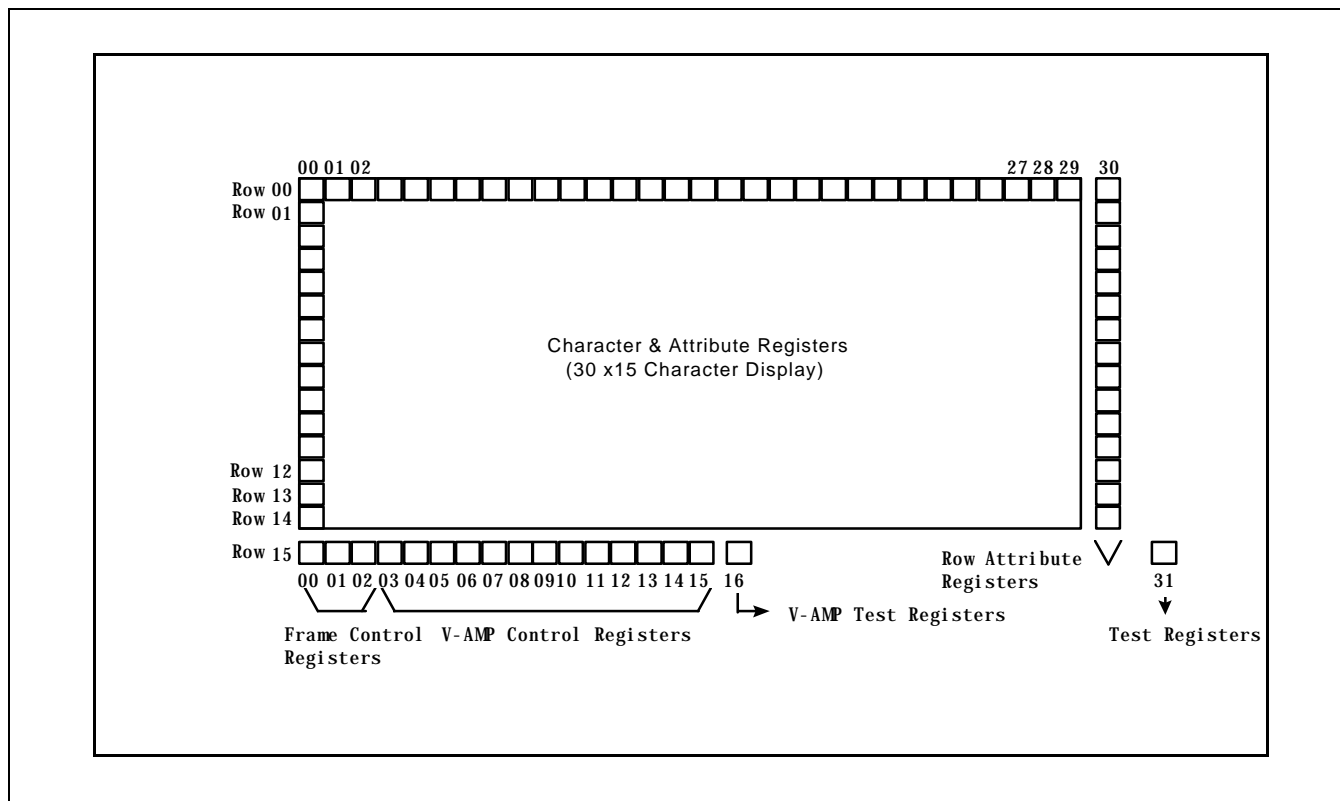 00 01 02 27 28 29 30
Row 00
Row 01
Character & Attribute Registers
(30 x15 Character Display)
Row 12
Row 13
Row 14
Row 15
00 01 02 03 04 05 06 07 08 0910 11 12 13 14 15 16
Row Attribute
Registers
31
V-AMP Test Registers
Frame Control V-AMP Control Registers
Registers
Test Registers